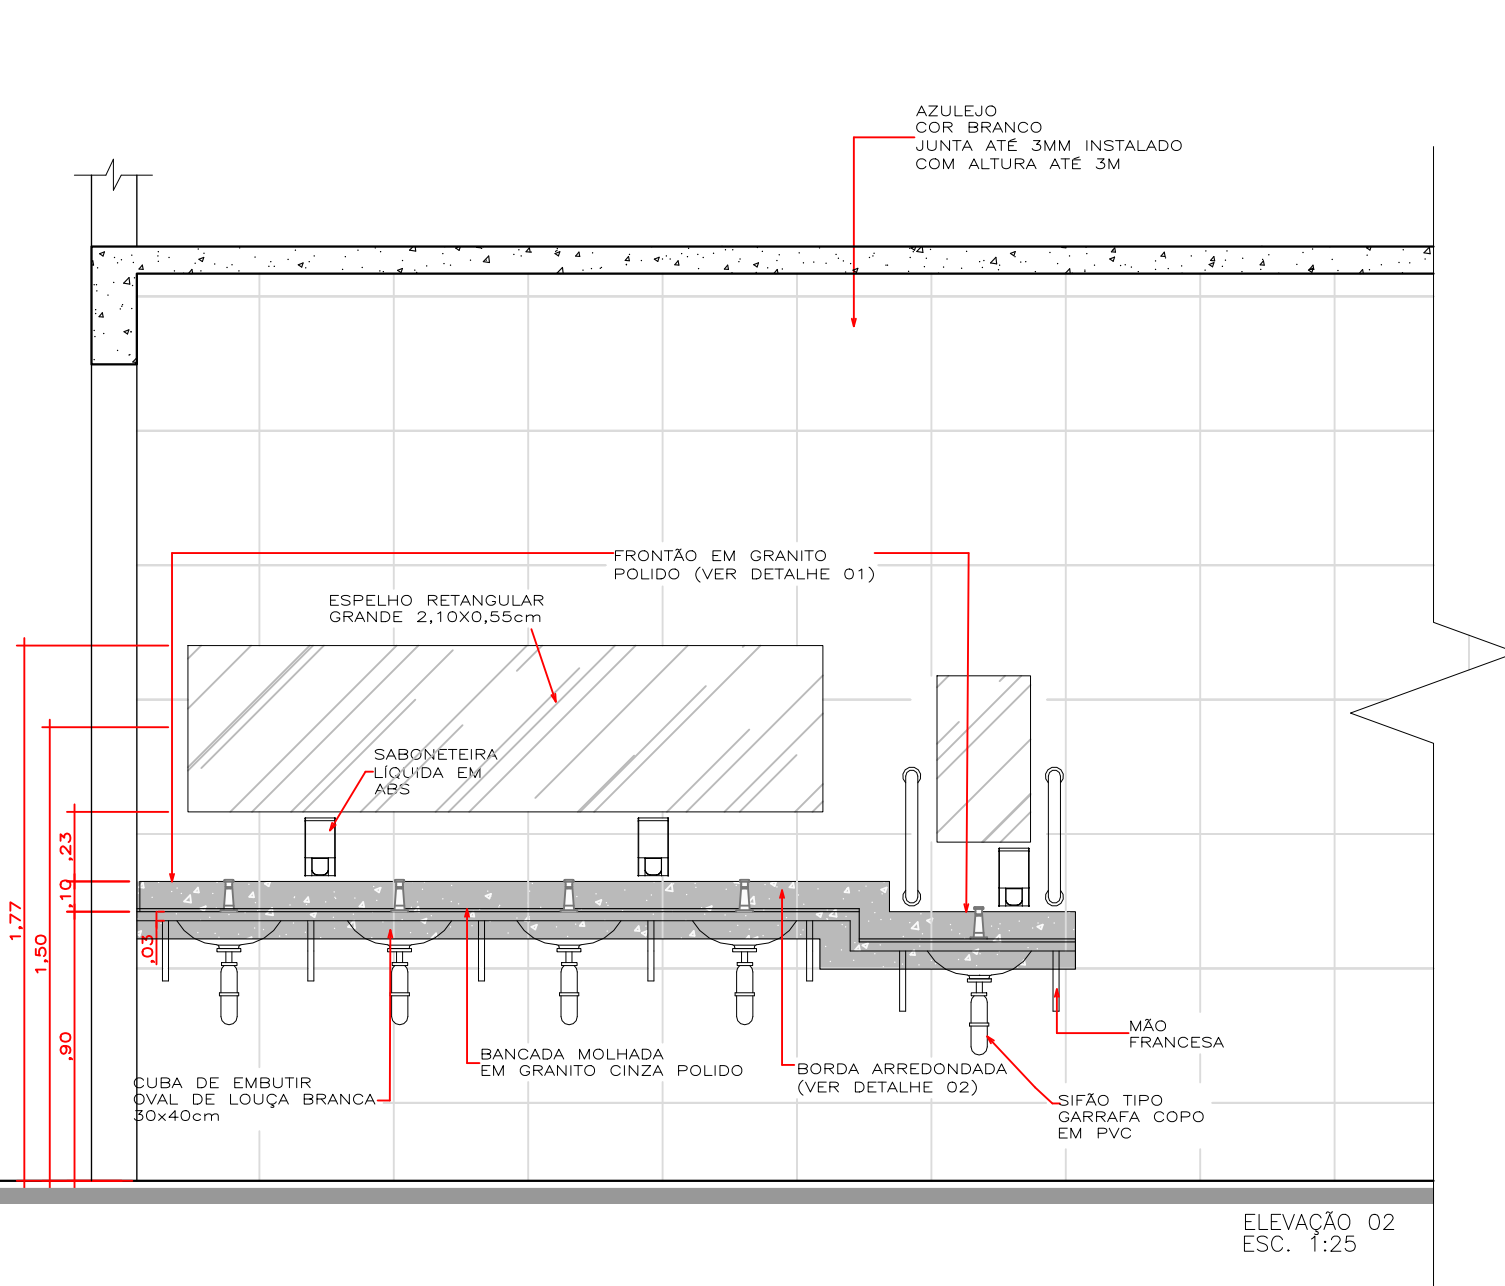 AZULEJO
COR BRANCO
JUNTA ATÉ 3MM INSTALADO
COM ALTURA ATÉ 3M
FRONTÃO EM GRANITO
POLIDO (VER DETALHE 01)
ESPELHO RETANGULAR
GRANDE 2,10X0,55cm
SABONETEIRA
LÍQUIDA EM
ABS
1,77
1,50
,23
,10
,03
,90
BANCADA MOLHADA
EM GRANITO CINZA POLIDO
CUBA DE EMBUTIR
OVAL DE LOUÇA BRANCA
30x40cm
BORDA ARREDONDADA
(VER DETALHE 02)
MÃO
FRANCESA
SIFÃO TIPO
GARRAFA COPO
EM PVC
ELEVAÇÃO 02
ESC. 1:25